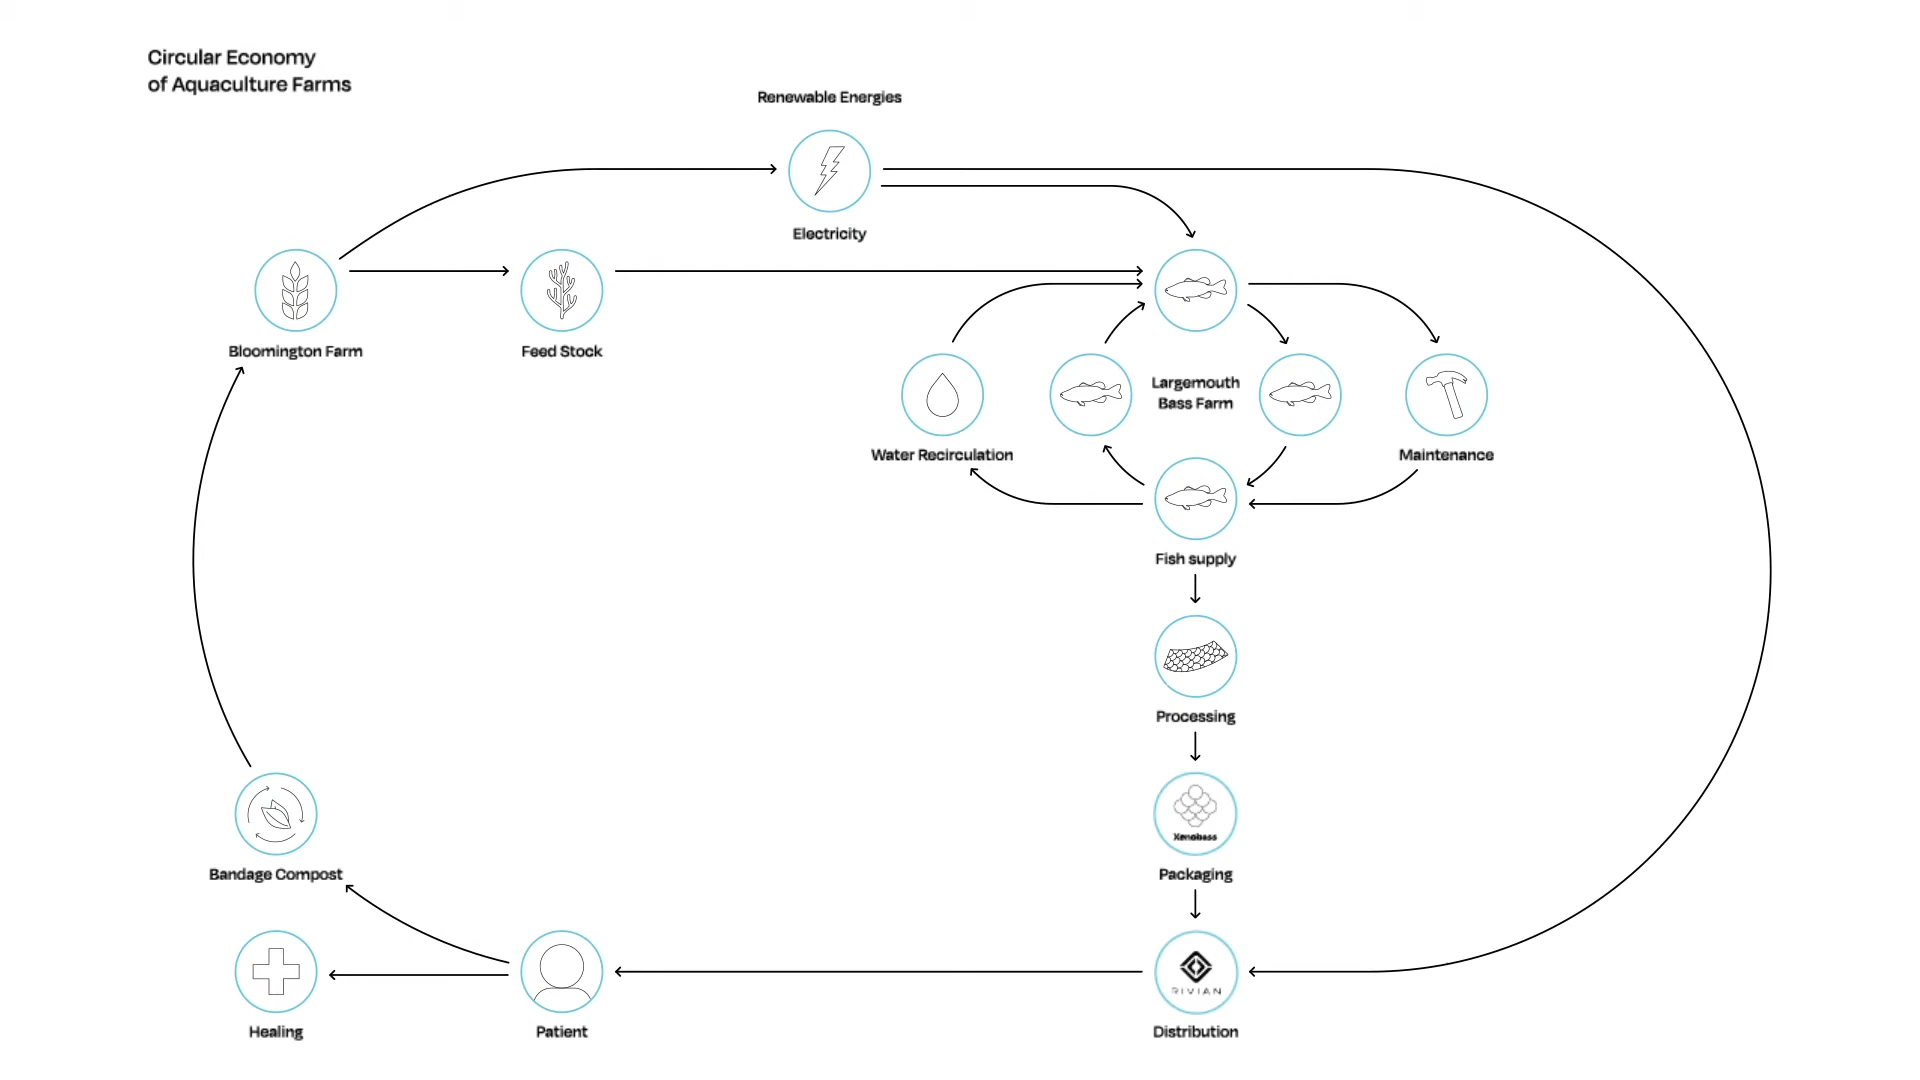 Circular Economy
of Aquaculture Farms
Renewable Energies
Electricity
Bloomington Farm
Feed Stock
Largemouth
Bass Farm
Water Recirculation
Maintenance
Fish supply
Processing
Xenobass
Packaging
Bandage Compost
RIVIAN
Healing
Patient
Distribution